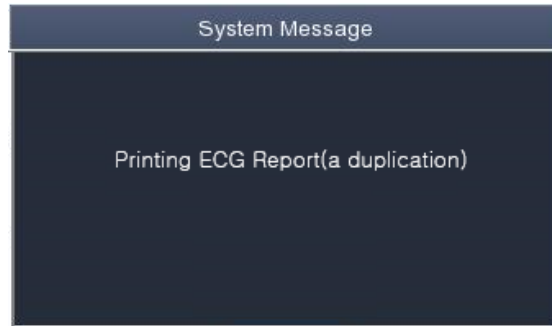 System Message
Printing ECG Report(a duplication)